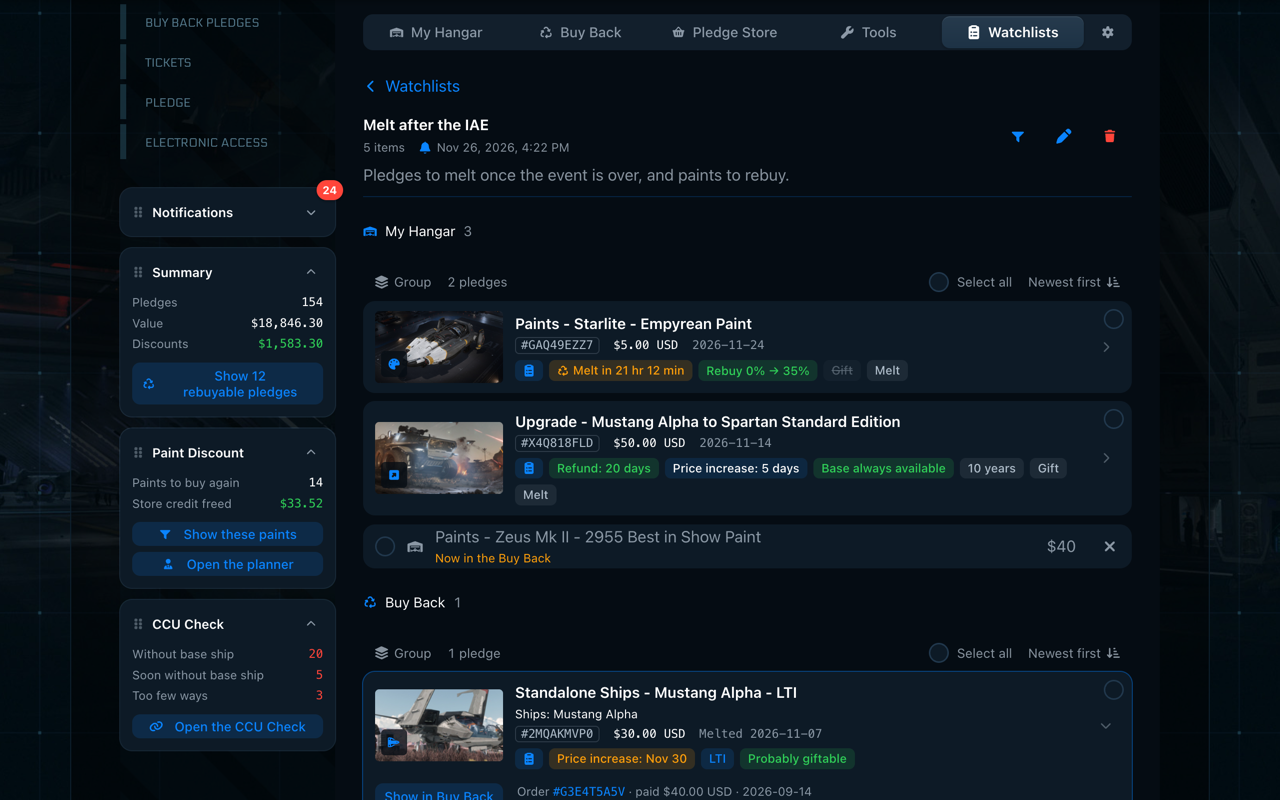 BUY BACK PLEDGES
TICKETS
PLEDGE
ELECTRONIC ACCESS
Notifications
24
Summary
Pledges 154
Value $18,846.30
Discounts $1,583.30
Show 12
rebuyable pledges
Paint Discount
Paints to buy again 14
Store credit freed $33.52
Show these paints
Open the planner
CCU Check
Without base ship 20
Soon without base ship 5
Too few ways 3
Open the CCU Check
My Hangar Buy Back Pledge Store Tools Watchlists
Watchlists
Melt after the IAE
5 items Nov 26, 2026, 4:22 PM
Pledges to melt once the event is over, and paints to rebuy.
My Hangar 3
Group 2 pledges Select all Newest first
Paints - Starlite - Empyrean Paint
#GAQ49EZZ7 $5.00 USD 2026-11-24
Melt in 21 hr 12 min Rebuy 0% → 35% Gift Melt
Upgrade - Mustang Alpha to Spartan Standard Edition
#X4Q818FLD $50.00 USD 2026-11-14
Refund: 20 days Price increase: 5 days Base always available 10 years Gift
Melt
Paints - Zeus Mk II - 2955 Best in Show Paint
Now in the Buy Back
$40
Buy Back 1
Group 1 pledge Select all Newest first
Standalone Ships - Mustang Alpha - LTI
Ships: Mustang Alpha
#2MQAKMVP0 $30.00 USD Melted 2026-11-07
Price increase: Nov 30 LTI Probably giftable
Show in Buy Back
Order #G3E4T5A5V · paid $40.00 USD · 2026-09-14